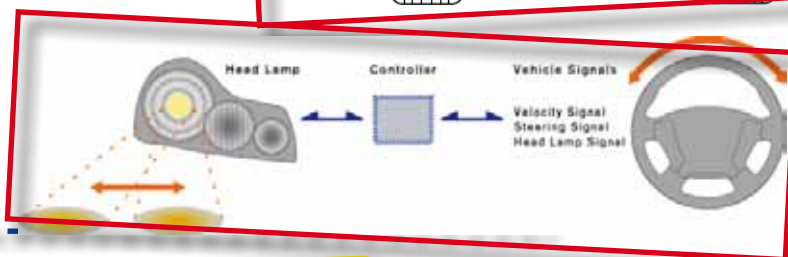 Head Lamp
Controller
Vehicle Signals
Velocity Signal
Steering Signal
Head Lamp Signal